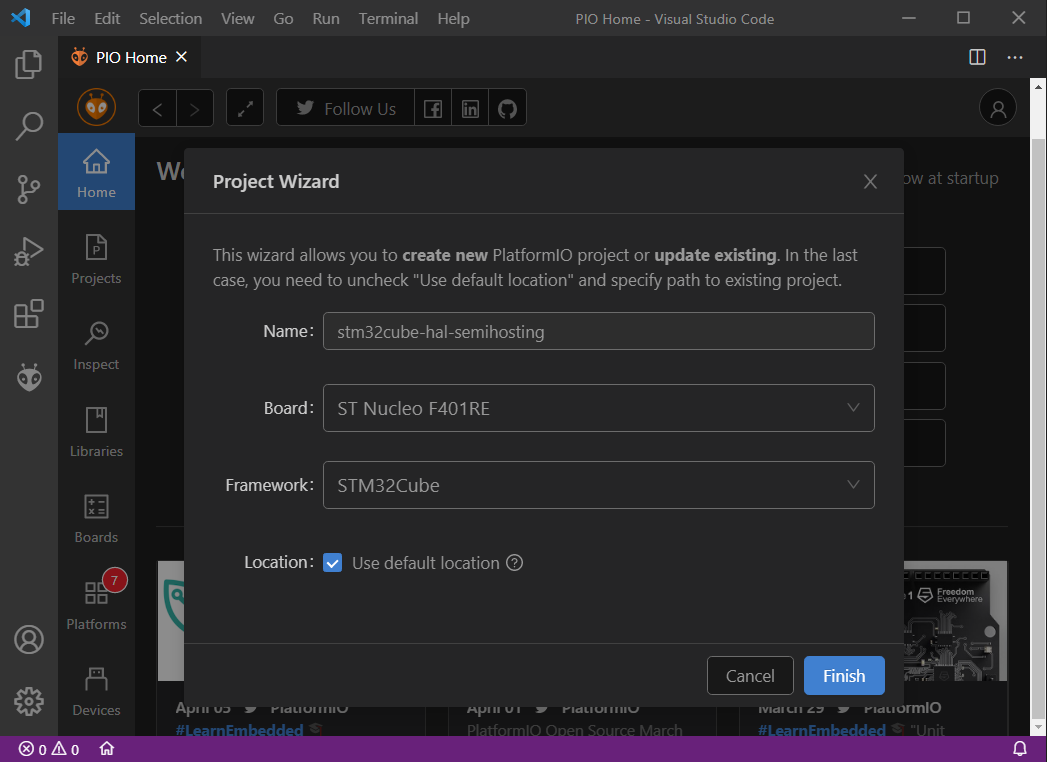 File Edit Selection View Go Run Terminal Help PIO Home - Visual Studio Code
PIO Home
Follow Us
Home
Projects
Inspect
Libraries
Boards
7
Platforms
Devices
ow at startup
Project Wizard
This wizard allows you to create new PlatformIO project or update existing. In the last
case, you need to uncheck "Use default location" and specify path to existing project.
Name: stm32cube-hal-semihosting
Board: ST Nucleo F401RE
Framework: STM32Cube
Location: Use default location
Cancel Finish
Freedom
Everywhere
April 05 PlatformIO
#LearnEmbedded
April 01 PlatformIO
PlatformIO Open Source March
March 29 PlatformIO
#LearnEmbedded "Unit
0 0